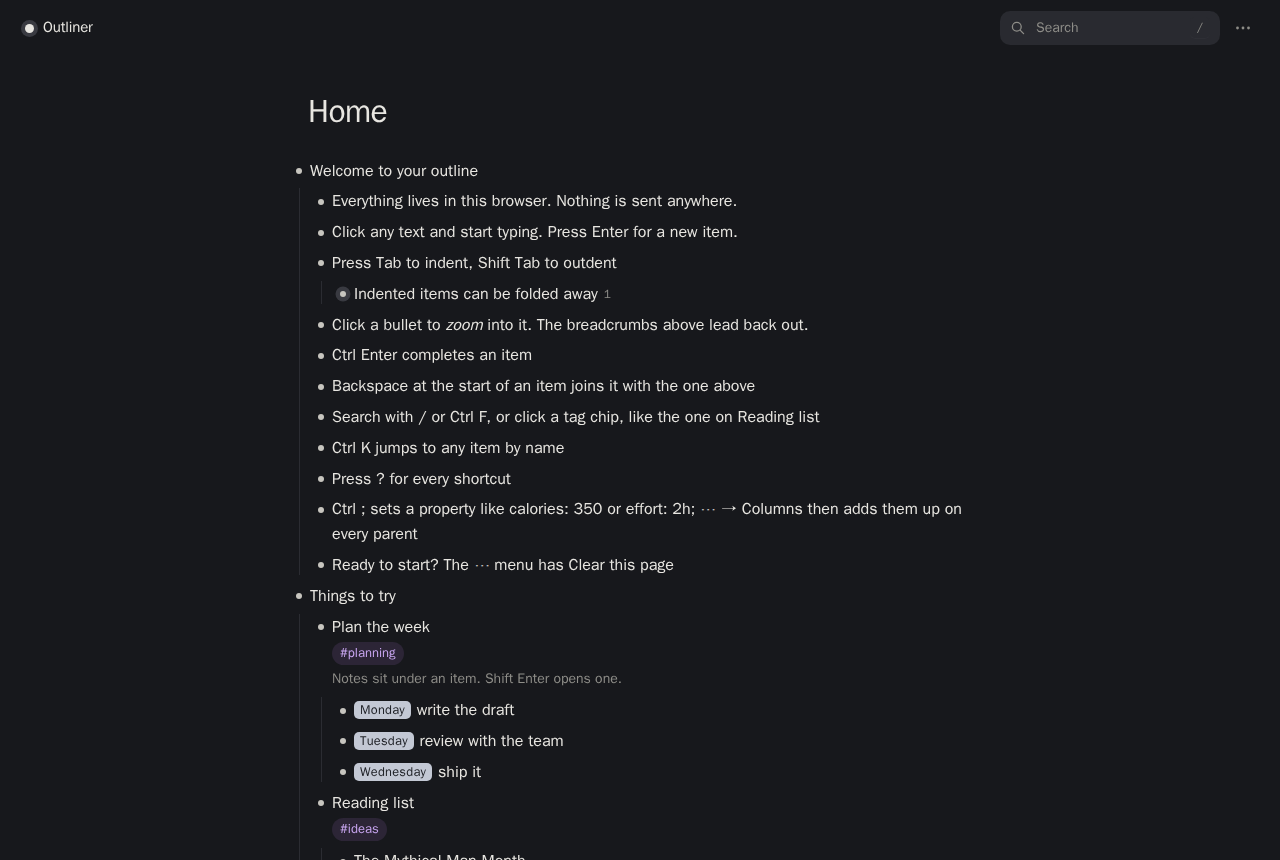 Outliner
Search /
Home
Welcome to your outline
Everything lives in this browser. Nothing is sent anywhere.
Click any text and start typing. Press Enter for a new item.
Press Tab to indent, Shift Tab to outdent
Indented items can be folded away 1
Click a bullet to zoom into it. The breadcrumbs above lead back out.
Ctrl Enter completes an item
Backspace at the start of an item joins it with the one above
Search with / or Ctrl F, or click a tag chip, like the one on Reading list
Ctrl K jumps to any item by name
Press ? for every shortcut
Ctrl ; sets a property like calories: 350 or effort: 2h; ··· → Columns then adds them up on
every parent
Ready to start? The ··· menu has Clear this page
Things to try
Plan the week
#planning
Notes sit under an item. Shift Enter opens one.
Monday write the draft
Tuesday review with the team
Wednesday ship it
Reading list
#ideas
The Mythical Man-Month